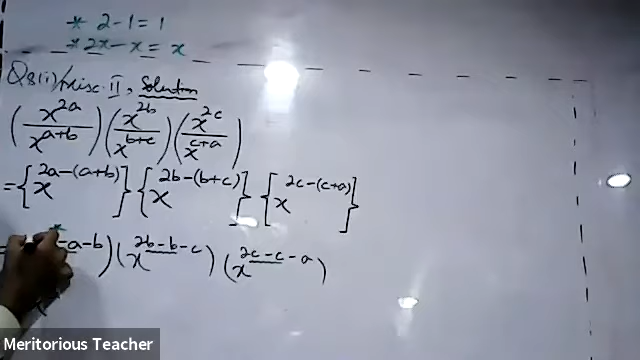 * 2-1=1
* 2x-x = x
Q8(ii) Misc. II, Solution
(x^2a / x^a+b) (x^2b / x^b+c) (x^2c / x^c+a)
= {x^2a-(a+b)} {x^2b-(b+c)} {x^2c-(c+a)}
-a-b) (x^2b-b-c) (x^2c-c-a)
Meritorious Teacher